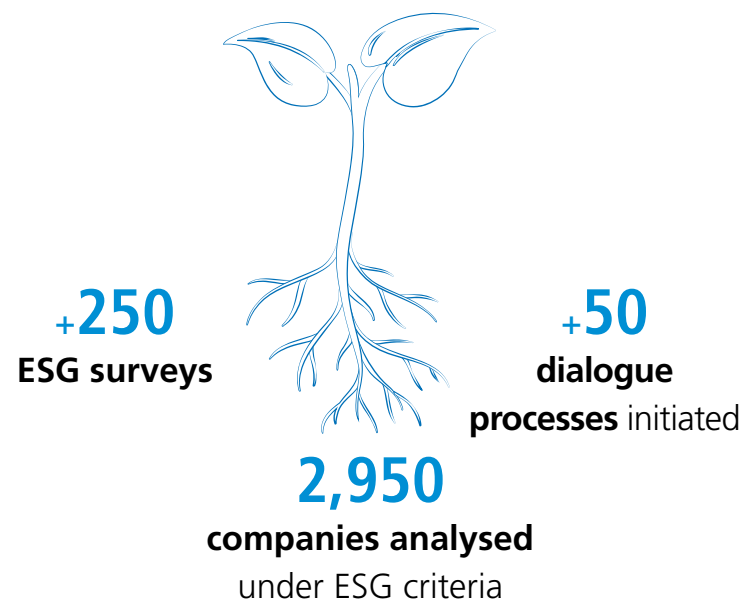 +250
ESG surveys
+50
dialogue
processes initiated
2,950
companies analysed
under ESG criteria